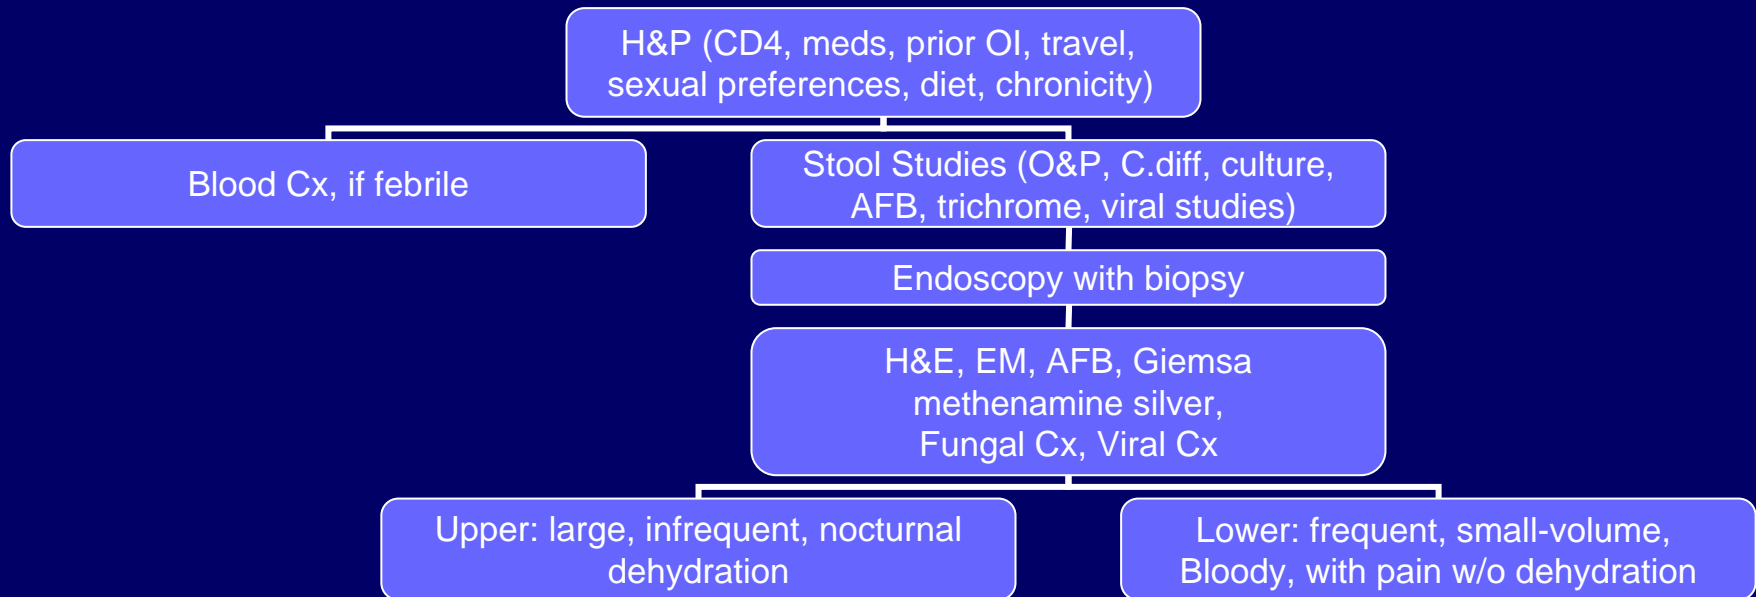 H&P (CD4, meds, prior OI, travel,
sexual preferences, diet, chronicity)
Blood Cx, if febrile
Stool Studies (O&P, C.diff, culture,
AFB, trichrome, viral studies)
Endoscopy with biopsy
H&E, EM, AFB, Giemsa
methenamine silver,
Fungal Cx, Viral Cx
Upper: large, infrequent, nocturnal
dehydration
Lower: frequent, small-volume,
Bloody, with pain w/o dehydration